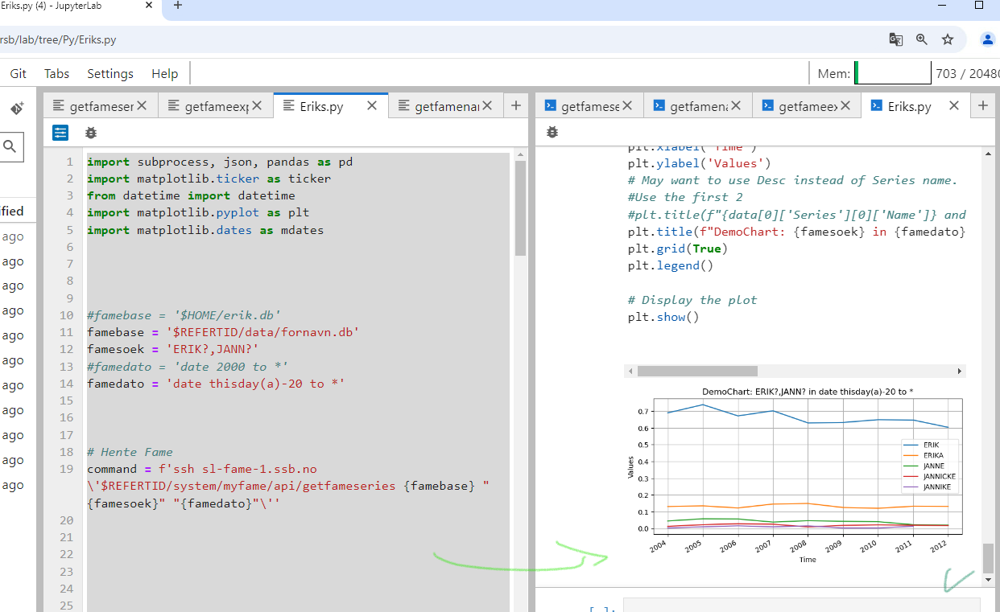 Eriks.py (4) - JupyterLab
rsb/lab/tree/Py/Eriks.py
Git Tabs Settings Help
Mem: 703 / 2048
getfameser getfameexp Eriks.py getfamenar
getfamese getfamena getfameex Eriks.py
ified
ago
ago
ago
ago
ago
ago
ago
ago
ago
ago
ago
1 import subprocess, json, pandas as pd
2 import matplotlib.ticker as ticker
3 from datetime import datetime
4 import matplotlib.pyplot as plt
5 import matplotlib.dates as mdates
6
7
8
9
10 #famebase = '$HOME/erik.db'
11 famebase = '$REFERTID/data/fornavn.db'
12 famesoek = 'ERIK?,JANN?'
13 #famedato = 'date 2000 to *'
14 famedato = 'date thisday(a)-20 to *'
15
16
17
18 # Hente Fame
19 command = f'ssh sl-fame-1.ssb.no
\'$REFERTID/system/myfame/api/getfameseries {famebase} "
{famesoek}" "{famedato}"\''
20
21
22
23
24
25
plt.xlabel('Time')
plt.ylabel('Values')
# May want to use Desc instead of Series name.
#Use the first 2
#plt.title(f"{data[0]['Series'][0]['Name']} and
plt.title(f"DemoChart: {famesoek} in {famedato}
plt.grid(True)
plt.legend()
# Display the plot
plt.show()
DemoChart: ERIK?,JANN? in date thisday(a)-20 to *
Values
0.7
0.6
0.5
0.4
0.3
0.2
0.1
0.0
ERIK
ERIKA
JANNE
JANNICKE
JANNIKE
2004 2005 2006 2007 2008 2009 2010 2011 2012
Time
[ ]: